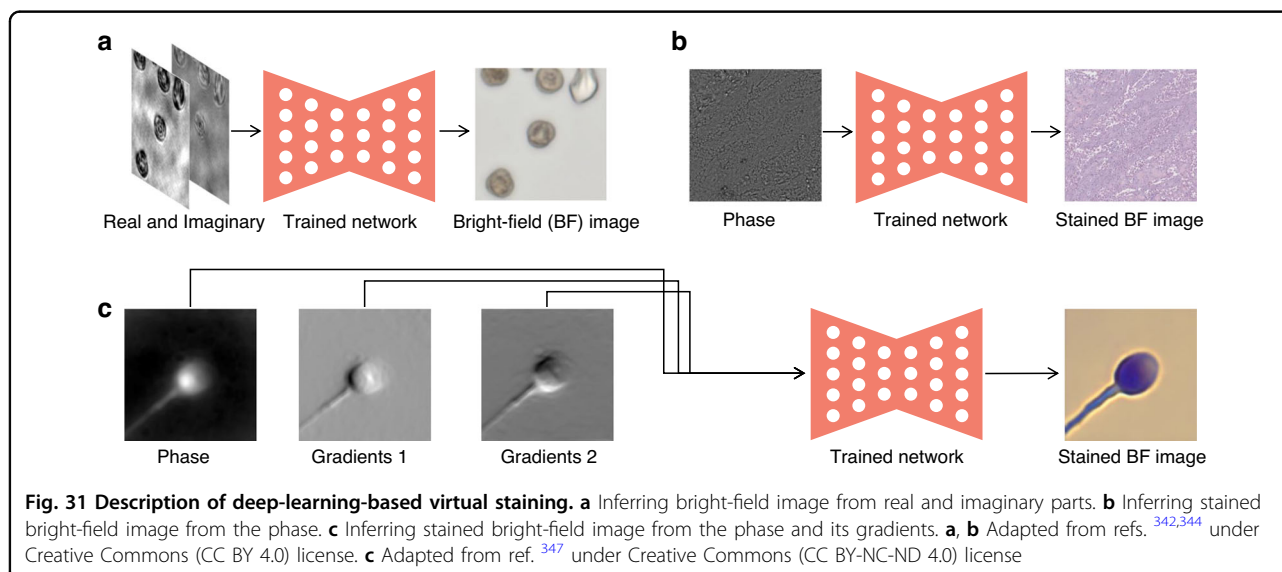 a
b
Real and Imaginary
Trained network
Bright-field (BF) image
Phase
Trained network
Stained BF image
c
Phase
Gradients 1
Gradients 2
Trained network
Stained BF image
Fig. 31 Description of deep-learning-based virtual staining. a Inferring bright-field image from real and imaginary parts. b Inferring stained
bright-field image from the phase. c Inferring stained bright-field image from the phase and its gradients. a, b Adapted from refs. 342,344 under
Creative Commons (CC BY 4.0) license. c Adapted from ref. 347 under Creative Commons (CC BY-NC-ND 4.0) license